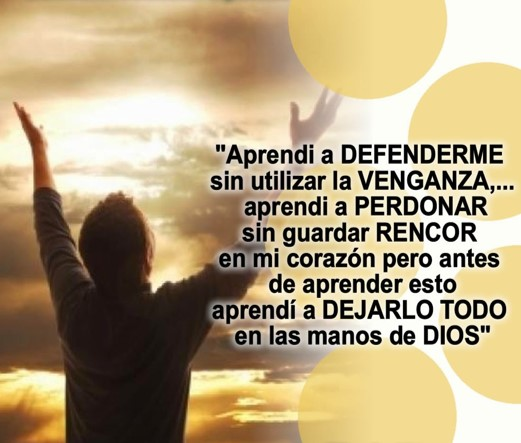 "Aprendi a DEFENDERME
sin utilizar la VENGANZA,...
aprendi a PERDONAR
sin guardar RENCOR
en mi corazón pero antes
de aprender esto
aprendí a DEJARLO TODO
en las manos de DIOS"